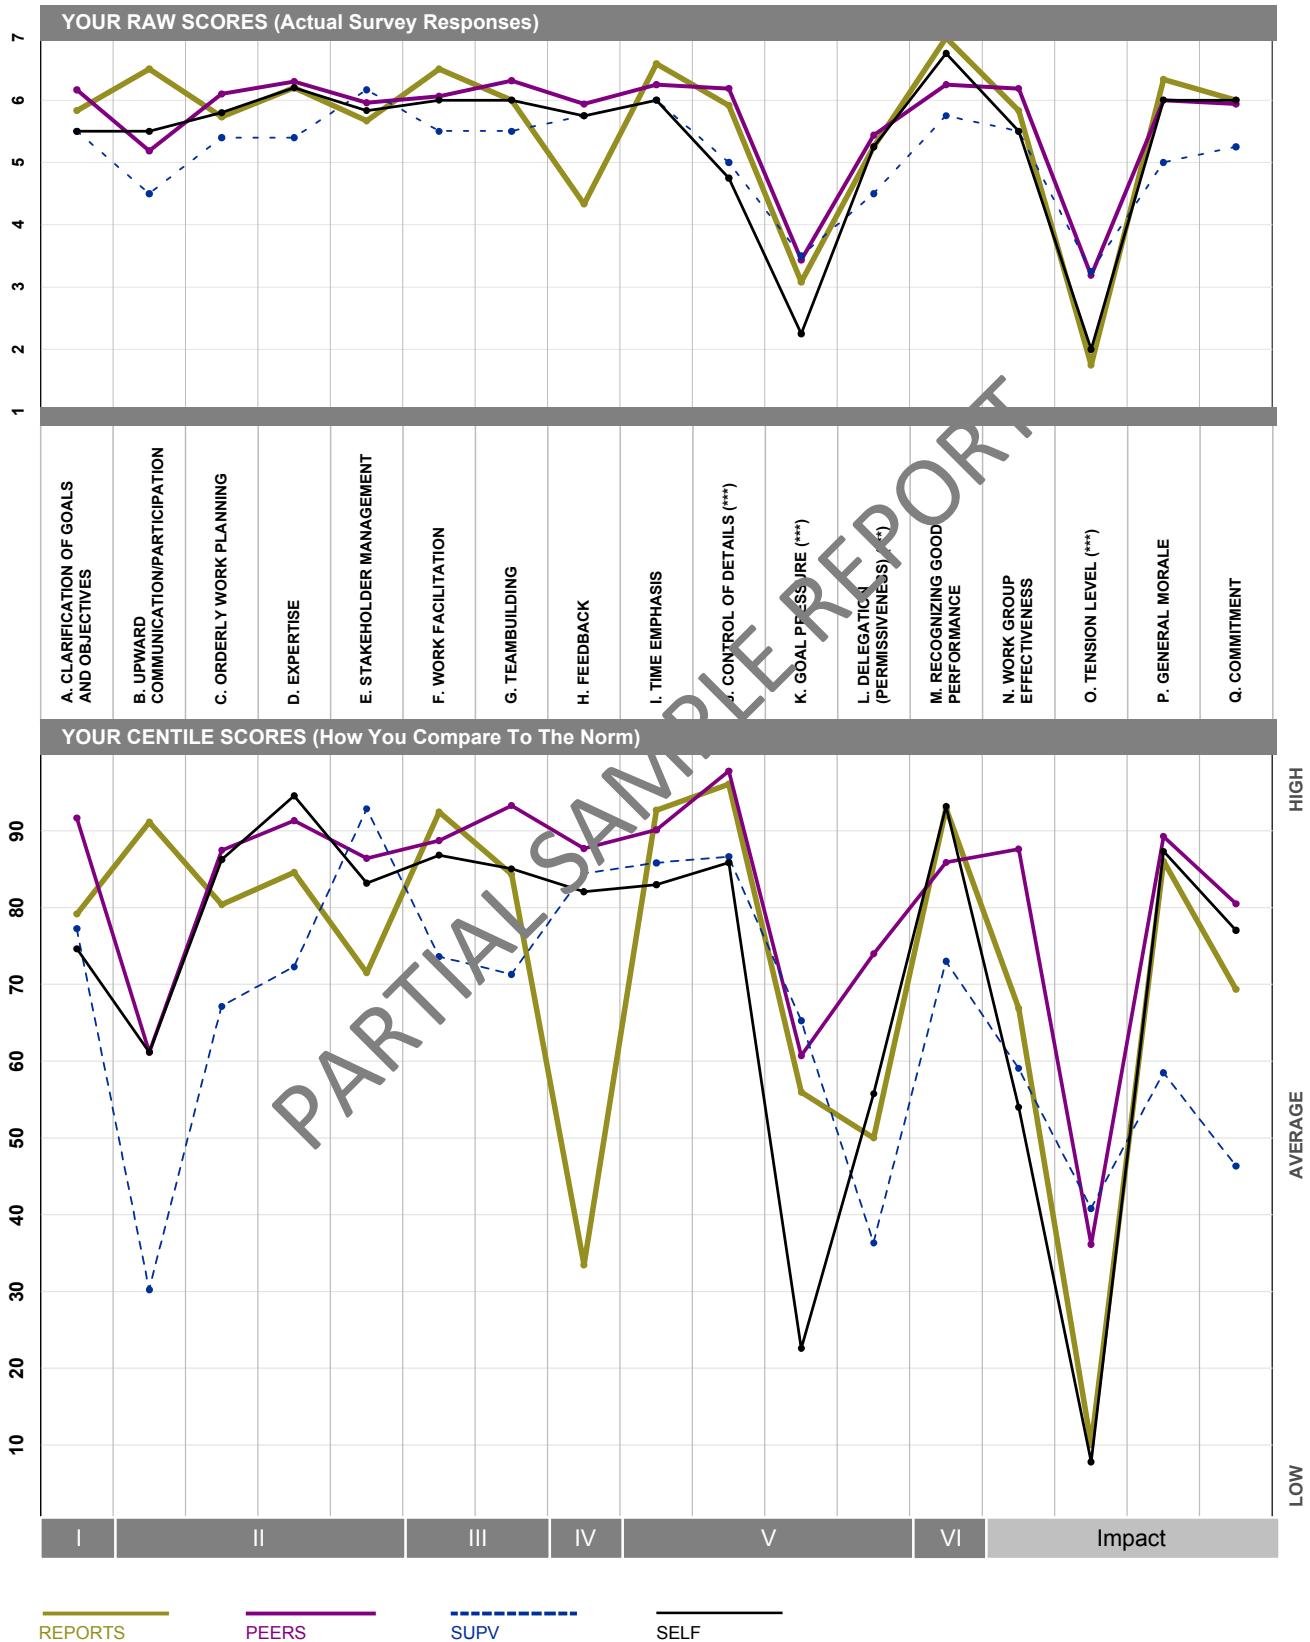 YOUR RAW SCORES (Actual Survey Responses)
7
6
5
4
3
2
1
A. CLARIFICATION OF GOALS
AND OBJECTIVES
B. UPWARD
COMMUNICATION/PARTICIPATION
C. ORDERLY WORK PLANNING
D. EXPERTISE
E. STAKEHOLDER MANAGEMENT
F. WORK FACILITATION
G. TEAMBUILDING
H. FEEDBACK
I. TIME EMPHASIS
J. CONTROL OF DETAILS (***)
K. GOAL PRESSURE (***)
L. DELEGATION
(PERMISSIVENESS) (***)
M. RECOGNIZING GOOD
PERFORMANCE
N. WORK GROUP
EFFECTIVENESS
O. TENSION LEVEL (***)
P. GENERAL MORALE
Q. COMMITMENT
PARTIAL SAMPLE REPORT
YOUR CENTILE SCORES (How You Compare To The Norm)
90
80
70
60
50
40
30
20
10
HIGH
AVERAGE
LOW
I
II
III
IV
V
VI
Impact
REPORTS
PEERS
SUPV
SELF